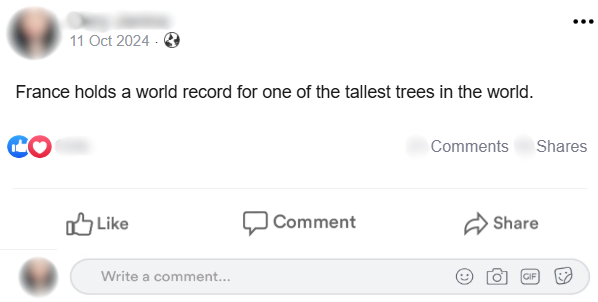 11 Oct 2024 ·
France holds a world record for one of the tallest trees in the world.
Comments Shares
Like Comment Share
Write a comment...
GIF